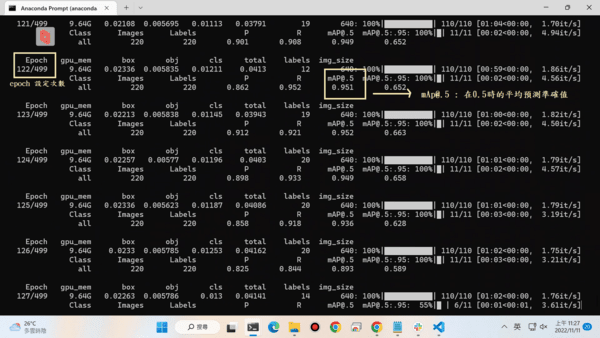 Anaconda Prompt (anaconda
121/499 9.64G 0.02108 0.005695 0.01113 0.03791 19 640: 100%| 110/110 [01:04<00:00, 1.70it/s]
Class Images Labels P R mAP@.5 mAP@.5:.95: 100%| 11/11 [00:02<00:00, 4.94it/s]
all 220 220 0.901 0.908 0.949 0.652
Epoch gpu_mem box obj cls total labels img_size
122/499 9.64G 0.02336 0.005835 0.01211 0.0413 12 640: 100%| 110/110 [00:59<00:00, 1.86it/s]
Class Images Labels P R mAP@.5 mAP@.5:.95: 100%| 11/11 [00:02<00:00, 4.56it/s]
all 220 220 0.862 0.952 0.951 0.652
epoch 設定次數
mAp@.5 : 在0.5時的平均預測準確值
Epoch gpu_mem box obj cls total labels img_size
123/499 9.64G 0.02213 0.005838 0.01145 0.03943 19 640: 100%| 110/110 [01:00<00:00, 1.82it/s]
Class Images Labels P R mAP@.5 mAP@.5:.95: 100%| 11/11 [00:02<00:00, 4.50it/s]
all 220 220 0.912 0.921 0.952 0.663
Epoch gpu_mem box obj cls total labels img_size
124/499 9.64G 0.02257 0.00577 0.01196 0.0403 20 640: 100%| 110/110 [01:01<00:00, 1.79it/s]
Class Images Labels P R mAP@.5 mAP@.5:.95: 100%| 11/11 [00:02<00:00, 4.57it/s]
all 220 220 0.898 0.933 0.949 0.658
Epoch gpu_mem box obj cls total labels img_size
125/499 9.64G 0.02336 0.005623 0.01187 0.04086 20 640: 100%| 110/110 [01:01<00:00, 1.79it/s]
Class Images Labels P R mAP@.5 mAP@.5:.95: 100%| 11/11 [00:03<00:00, 3.19it/s]
all 220 220 0.858 0.918 0.936 0.628
Epoch gpu_mem box obj cls total labels img_size
126/499 9.64G 0.0233 0.005785 0.01253 0.04162 20 640: 100%| 110/110 [01:02<00:00, 1.75it/s]
Class Images Labels P R mAP@.5 mAP@.5:.95: 100%| 11/11 [00:03<00:00, 3.21it/s]
all 220 220 0.825 0.844 0.893 0.589
Epoch gpu_mem box obj cls total labels img_size
127/499 9.64G 0.02263 0.005786 0.013 0.04141 14 640: 100%| 110/110 [01:02<00:00, 1.76it/s]
Class Images Labels P R mAP@.5 mAP@.5:.95: 55%| 6/11 [00:01<00:01, 3.61it/s]
26°C
多雲時晴
搜尋
英
上午 11:27
2022/11/11